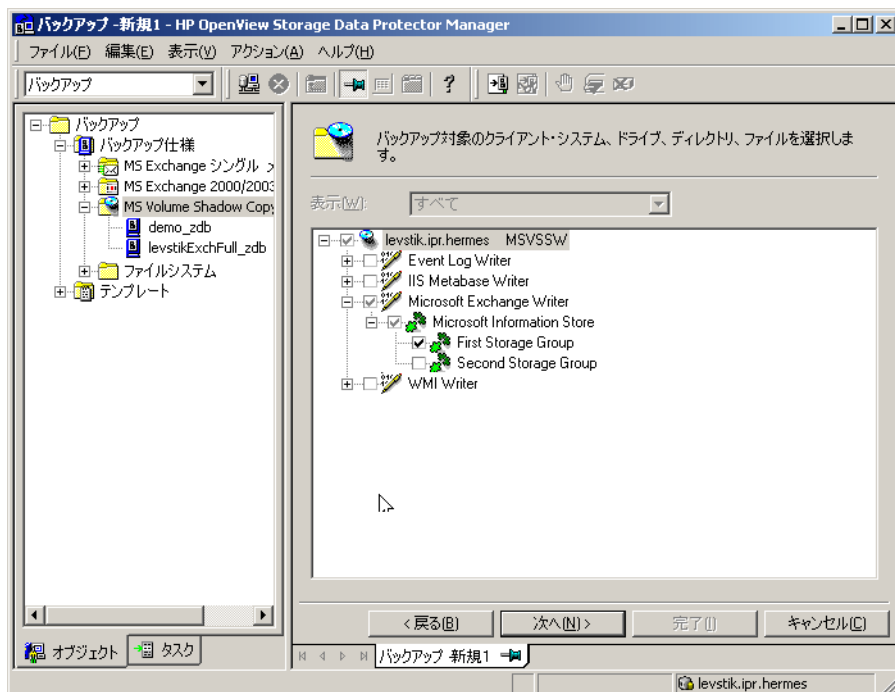 バックアップ -新規1 - HP OpenView Storage Data Protector Manager
ファイル(F) 編集(E) 表示(V) アクション(A) ヘルプ(H)
バックアップ
バックアップ
バックアップ仕様
MS Exchange シングル
MS Exchange 2000/2003
MS Volume Shadow Copy
demo_zdb
levstikExchFull_zdb
ファイルシステム
テンプレート
オブジェクト タスク
バックアップ対象のクライアント・システム、ドライブ、ディレクトリ、ファイルを選択しま
す。
表示(W): すべて
levstik.ipr.hermes MSVSSW
Event Log Writer
IIS Metabase Writer
Microsoft Exchange Writer
Microsoft Information Store
First Storage Group
Second Storage Group
WMI Writer
< 戻る(B) 次へ(N) > 完了(I) キャンセル(C)
バックアップ -新規1
levstik.ipr.hermes